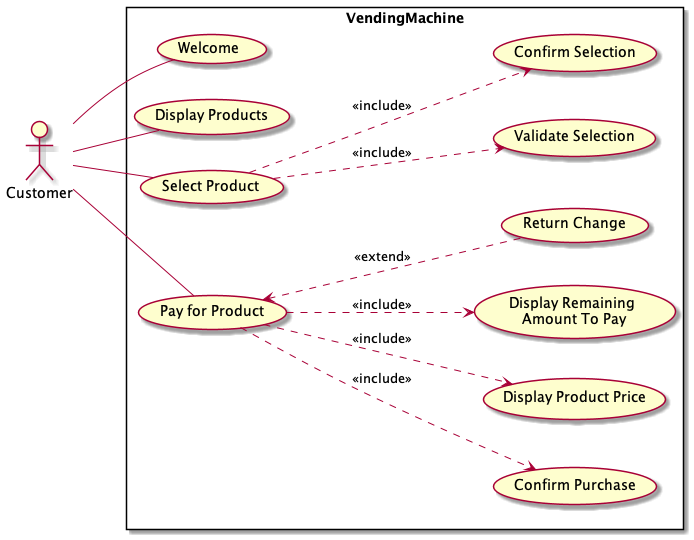 VendingMachine
Welcome
Confirm Selection
«include»
Display Products
Validate Selection
«include»
Customer
Select Product
Return Change
«extend»
Pay for Product
«include»
Display Remaining
Amount To Pay
«include»
«include»
Display Product Price
Confirm Purchase